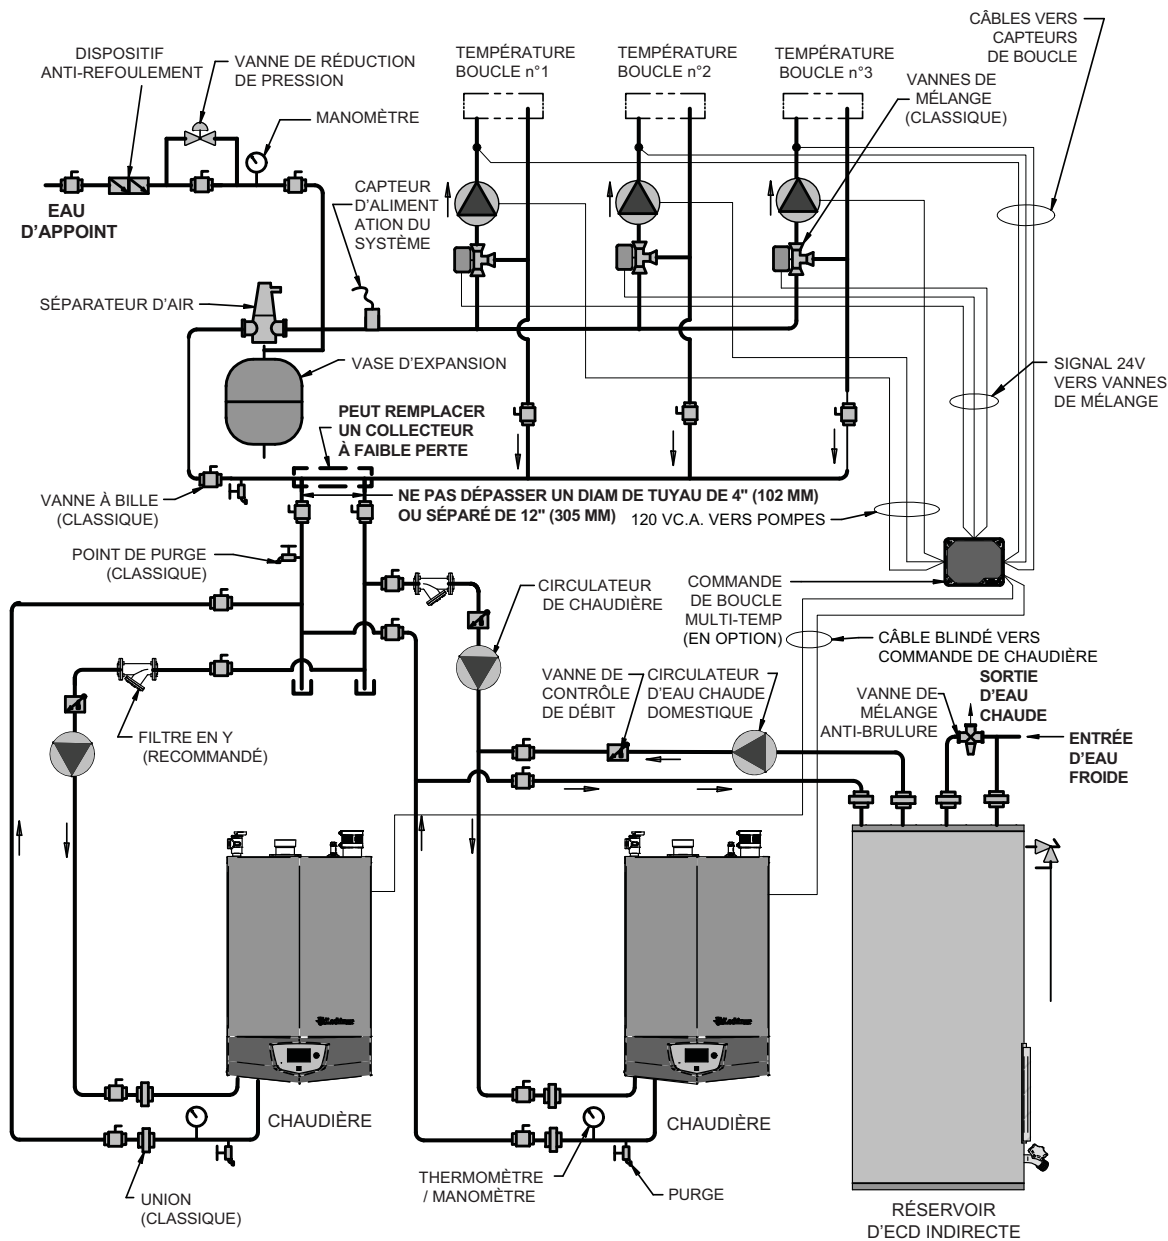 CÂBLES VERS
CAPTEURS
DE BOUCLE
DISPOSITIF
ANTI-REFOULEMENT
VANNE DE RÉDUCTION
DE PRESSION
TEMPÉRATURE
BOUCLE n°1
TEMPÉRATURE
BOUCLE n°2
TEMPÉRATURE
BOUCLE n°3
VANNES DE
MÉLANGE
(CLASSIQUE)
MANOMÈTRE
CAPTEUR
D'ALIMENT
ATION DU
SYSTÈME
EAU
D'APPOINT
SÉPARATEUR D'AIR
VASE D'EXPANSION
SIGNAL 24V
VERS VANNES
DE MÉLANGE
PEUT REMPLACER
UN COLLECTEUR
À FAIBLE PERTE
VANNE À BILLE
(CLASSIQUE)
NE PAS DÉPASSER UN DIAM DE TUYAU DE 4" (102 MM)
OU SÉPARÉ DE 12" (305 MM)
120 VC.A. VERS POMPES
POINT DE PURGE
(CLASSIQUE)
CIRCULATEUR
DE CHAUDIÈRE
COMMANDE
DE BOUCLE
MULTI-TEMP
(EN OPTION)
CÂBLE BLINDÉ VERS
COMMANDE DE CHAUDIÈRE
VANNE DE
CONTRÔLE
DE DÉBIT
CIRCULATEUR
D'EAU CHAUDE
DOMESTIQUE
VANNE DE
MÉLANGE
ANTI-BRULURE
SORTIE
D'EAU
CHAUDE
ENTRÉE
D'EAU
FROIDE
FILTRE EN Y
(RECOMMANDÉ)
CHAUDIÈRE
CHAUDIÈRE
THERMOMÈTRE
/ MANOMÈTRE
PURGE
UNION
(CLASSIQUE)
RÉSERVOIR
D'ECD INDIRECTE